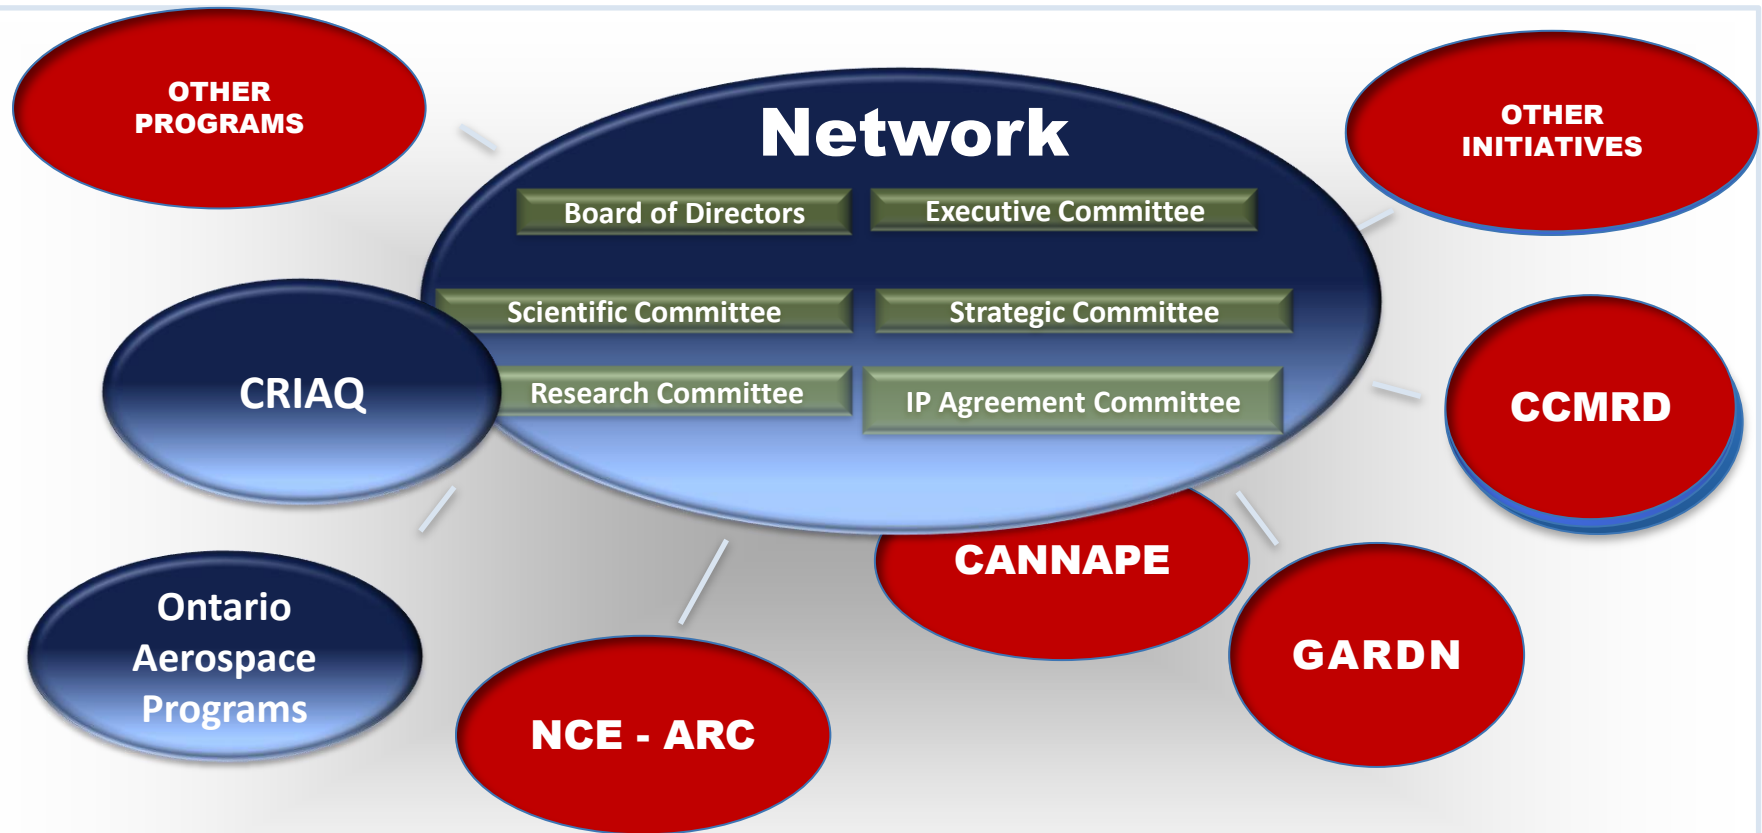 OTHER
PROGRAMS
Network
OTHER
INITIATIVES
Board of Directors
Executive Committee
Scientific Committee
Strategic Committee
CRIAQ
Research Committee
IP Agreement Committee
CCMRD
CANNAPE
Ontario
Aerospace
Programs
GARDN
NCE - ARC